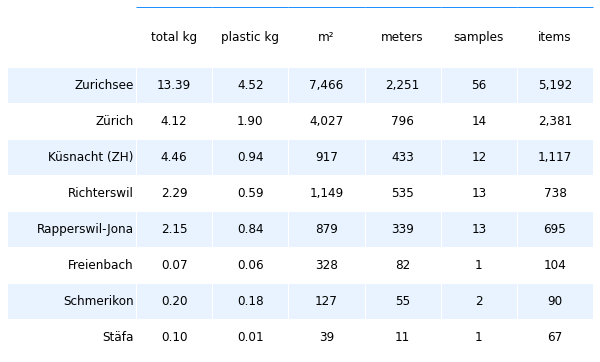 total kg plastic kg m² meters samples items
Zurichsee 13.39 4.52 7,466 2,251 56 5,192
Zürich 4.12 1.90 4,027 796 14 2,381
Küsnacht (ZH) 4.46 0.94 917 433 12 1,117
Richterswil 2.29 0.59 1,149 535 13 738
Rapperswil-Jona 2.15 0.84 879 339 13 695
Freienbach 0.07 0.06 328 82 1 104
Schmerikon 0.20 0.18 127 55 2 90
Stäfa 0.10 0.01 39 11 1 67